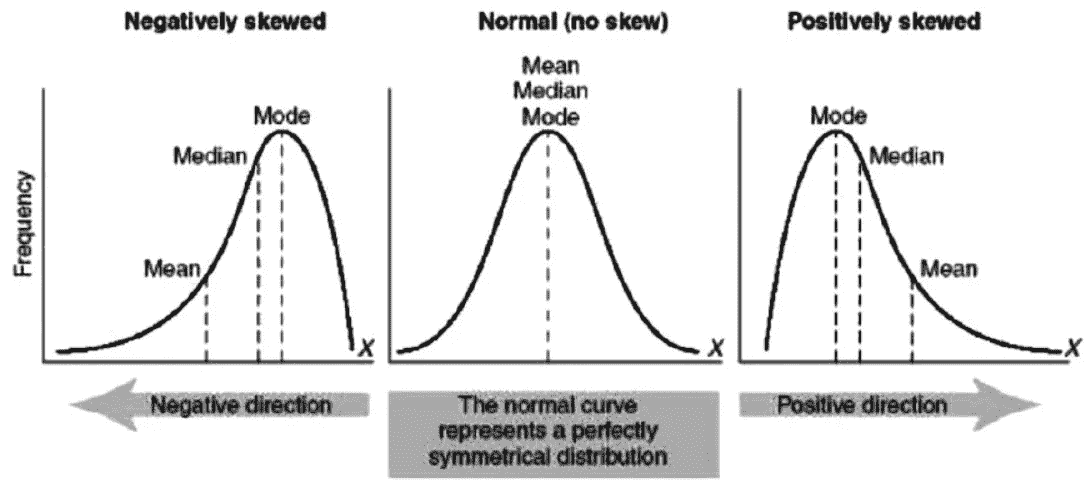 Negatively skewed
Normal (no skew)
Positively skewed
Mean
Median
Mode
Mode
Median
Mean
Mode
Median
Mean
Frequency
X
X
X
Negative direction
The normal curve
represents a perfectly
symmetrical distribution
Positive direction